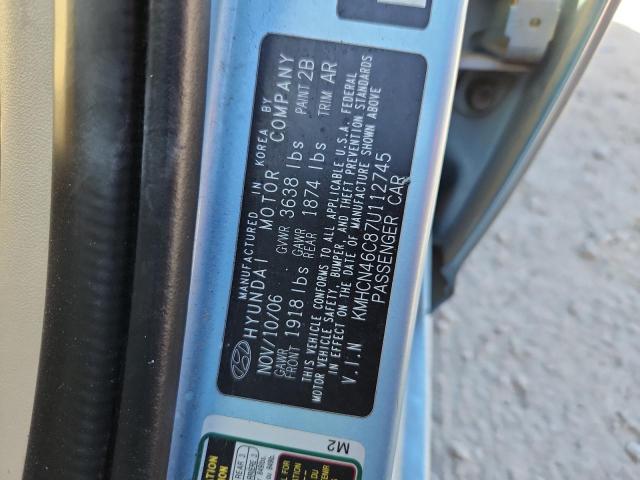 MANUFACTURED IN KOREA BY
HYUNDAI MOTOR COMPANY
NOV/10/06 GVWR 3638 lbs PAINT 2B
GAWR FRONT 1918 lbs GAWR REAR 1874 lbs TRIM AR
THIS VEHICLE CONFORMS TO ALL APPLICABLE U.S.A. FEDERAL
MOTOR VEHICLE SAFETY, BUMPER, AND THEFT PREVENTION STANDARDS
IN EFFECT ON THE DATE OF MANUFACTURE SHOWN ABOVE
V.I.N KMHCN46C87U112745
PASSENGER CAR
M2
REAR 3